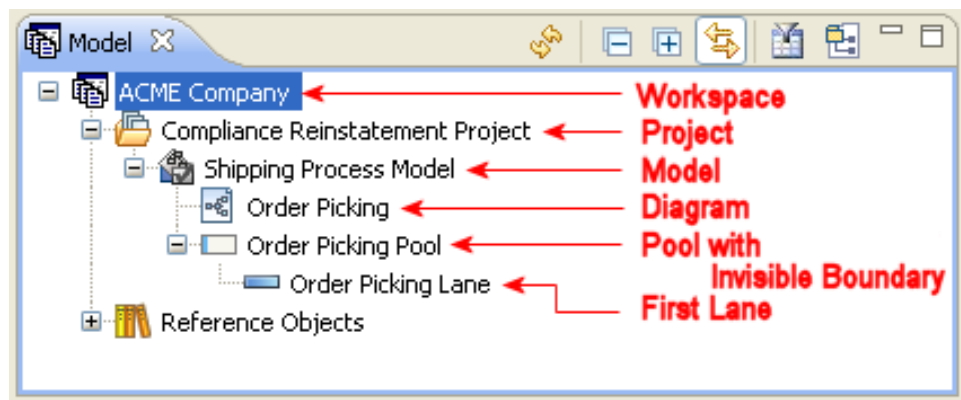 Model
ACME Company Workspace
Compliance Reinstatement Project Project
Shipping Process Model Model
Order Picking Diagram
Order Picking Pool Pool with
Invisible Boundary
Order Picking Lane
First Lane
Reference Objects